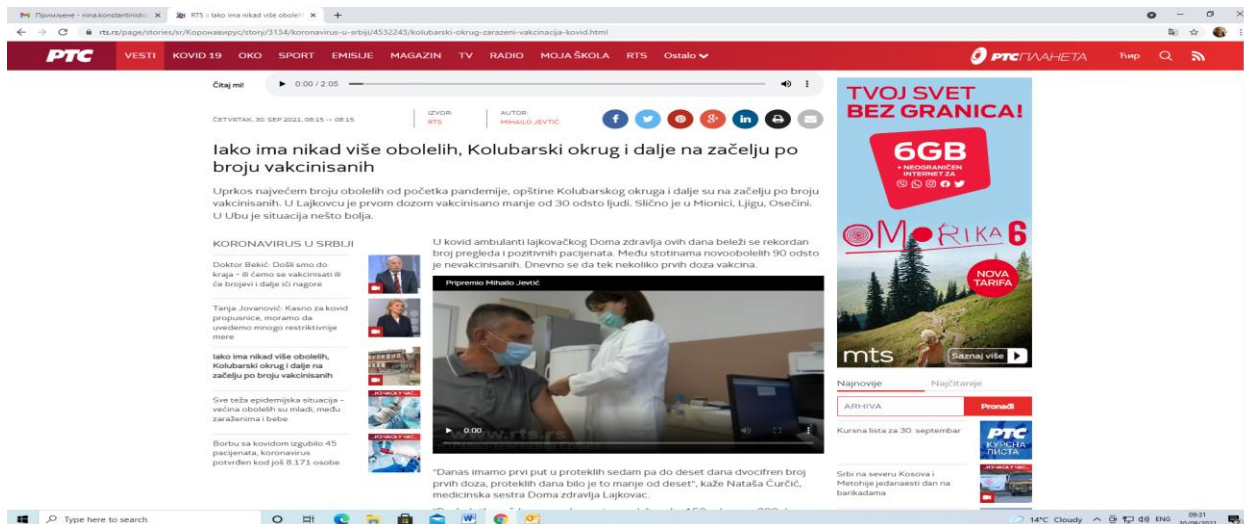 Примљене - nina.konstantinidis
RTS :: Iako ima nikad više obolelih
rts.rs/page/stories/sr/Коронавирус/story/3134/koronavirus-u-srbiji/4532243/kolubarski-okrug-zarazeni-vakcinacija-kovid.html
РТС VESTI KOVID 19 OKO SPORT EMISIJE MAGAZIN TV RADIO MOJA ŠKOLA RTS Ostalo РТС ПЛАНЕТА Ћир
Čitaj mi!
0:00 / 2:05
ČETVRTAK, 30. SEP 2021, 08:15 -> 08:15
IZVOR:
RTS
AUTOR:
MIHAILO JEVTIĆ
Iako ima nikad više obolelih, Kolubarski okrug i dalje na začelju po
broju vakcinisanih
Uprkos najvećem broju obolelih od početka pandemije, opštine Kolubarskog okruga i dalje su na začelju po broju
vakcinisanih. U Lajkovcu je prvom dozom vakcinisano manje od 30 odsto ljudi. Slično je u Mionici, Ljigu, Osečini.
U Ubu je situacija nešto bolja.
KORONAVIRUS U SRBIJI
Doktor Bekić: Došli smo do
kraja – ili ćemo se vakcinisati ili
će brojevi i dalje ići nagore
Tanja Jovanović: Kasno za kovid
propusnice, moramo da
uvedemo mnogo restriktivnije
mere
Iako ima nikad više obolelih,
Kolubarski okrug i dalje na
začelju po broju vakcinisanih
Sve teža epidemijska situacija –
većina obolelih su mladi, među
zaraženima i bebe
ИЗ ЧАСА У ЧАС
Borbu sa kovidom izgubilo 45
pacijenata, koronavirus
potvrđen kod još 8.171 osobe
ИЗ ЧАСА У ЧАС
U kovid ambulanti lajkovačkog Doma zdravlja ovih dana beleži se rekordan
broj pregleda i pozitivnih pacijenata. Među stotinama novoobolelih 90 odsto
je nevakcinisanih. Dnevno se da tek nekoliko prvih doza vakcina.
Pripremio Mihailo Jevtić
0:00
www.rts.rs
"Danas imamo prvi put u proteklih sedam pa do deset dana dvocifren broj
prvih doza, proteklih dana bilo je to manje od deset", kaže Nataša Ćurčić,
medicinska sestra Doma zdravlja Lajkovac.
TVOJ SVET
BEZ GRANICA!
6GB
+ NEOGRANIČEN
INTERNET ZA
OMORIKA 6
NOVA
TARIFA
mts
Saznaj više
Najnovije Najčitanije
ARHIVA Pronađi
Kursna lista za 30. septembar
РТС
КУРСНА
ЛИСТА
Srbi na severu Kosova i
Metohije jedanaesti dan na
barikadama
ИЗ ЧАСА У ЧАС
Type here to search
14°C Cloudy
ENG
09:31
30/09/2021